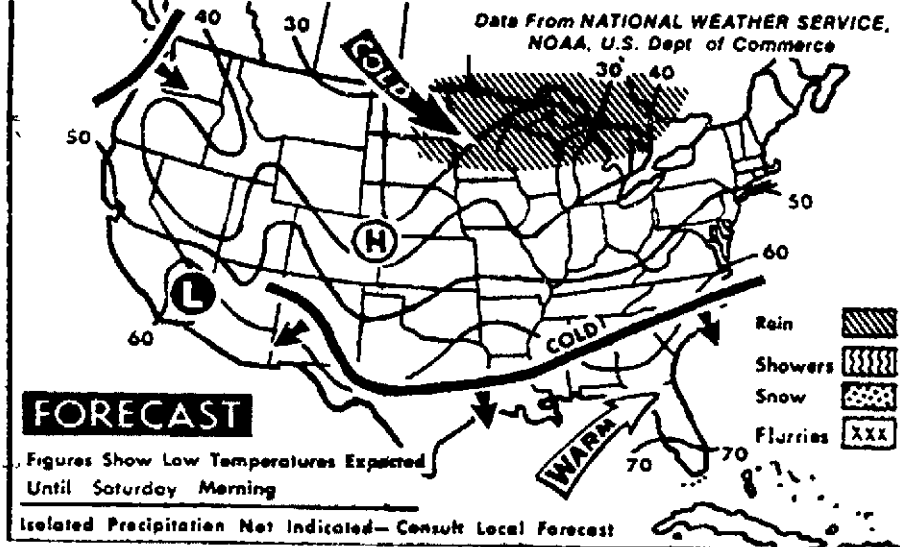 Data From NATIONAL WEATHER SERVICE,
NOAA, U.S. Dept of Commerce
40
30
COLD
30
40
50
50
H
60
L
60
COLD
Rain
Showers
Snow
Flurries
XXX
WARM
70
70
FORECAST
Figures Show Low Temperatures Expected
Until Saturday Morning
Isolated Precipitation Not Indicated— Consult Local Forecast